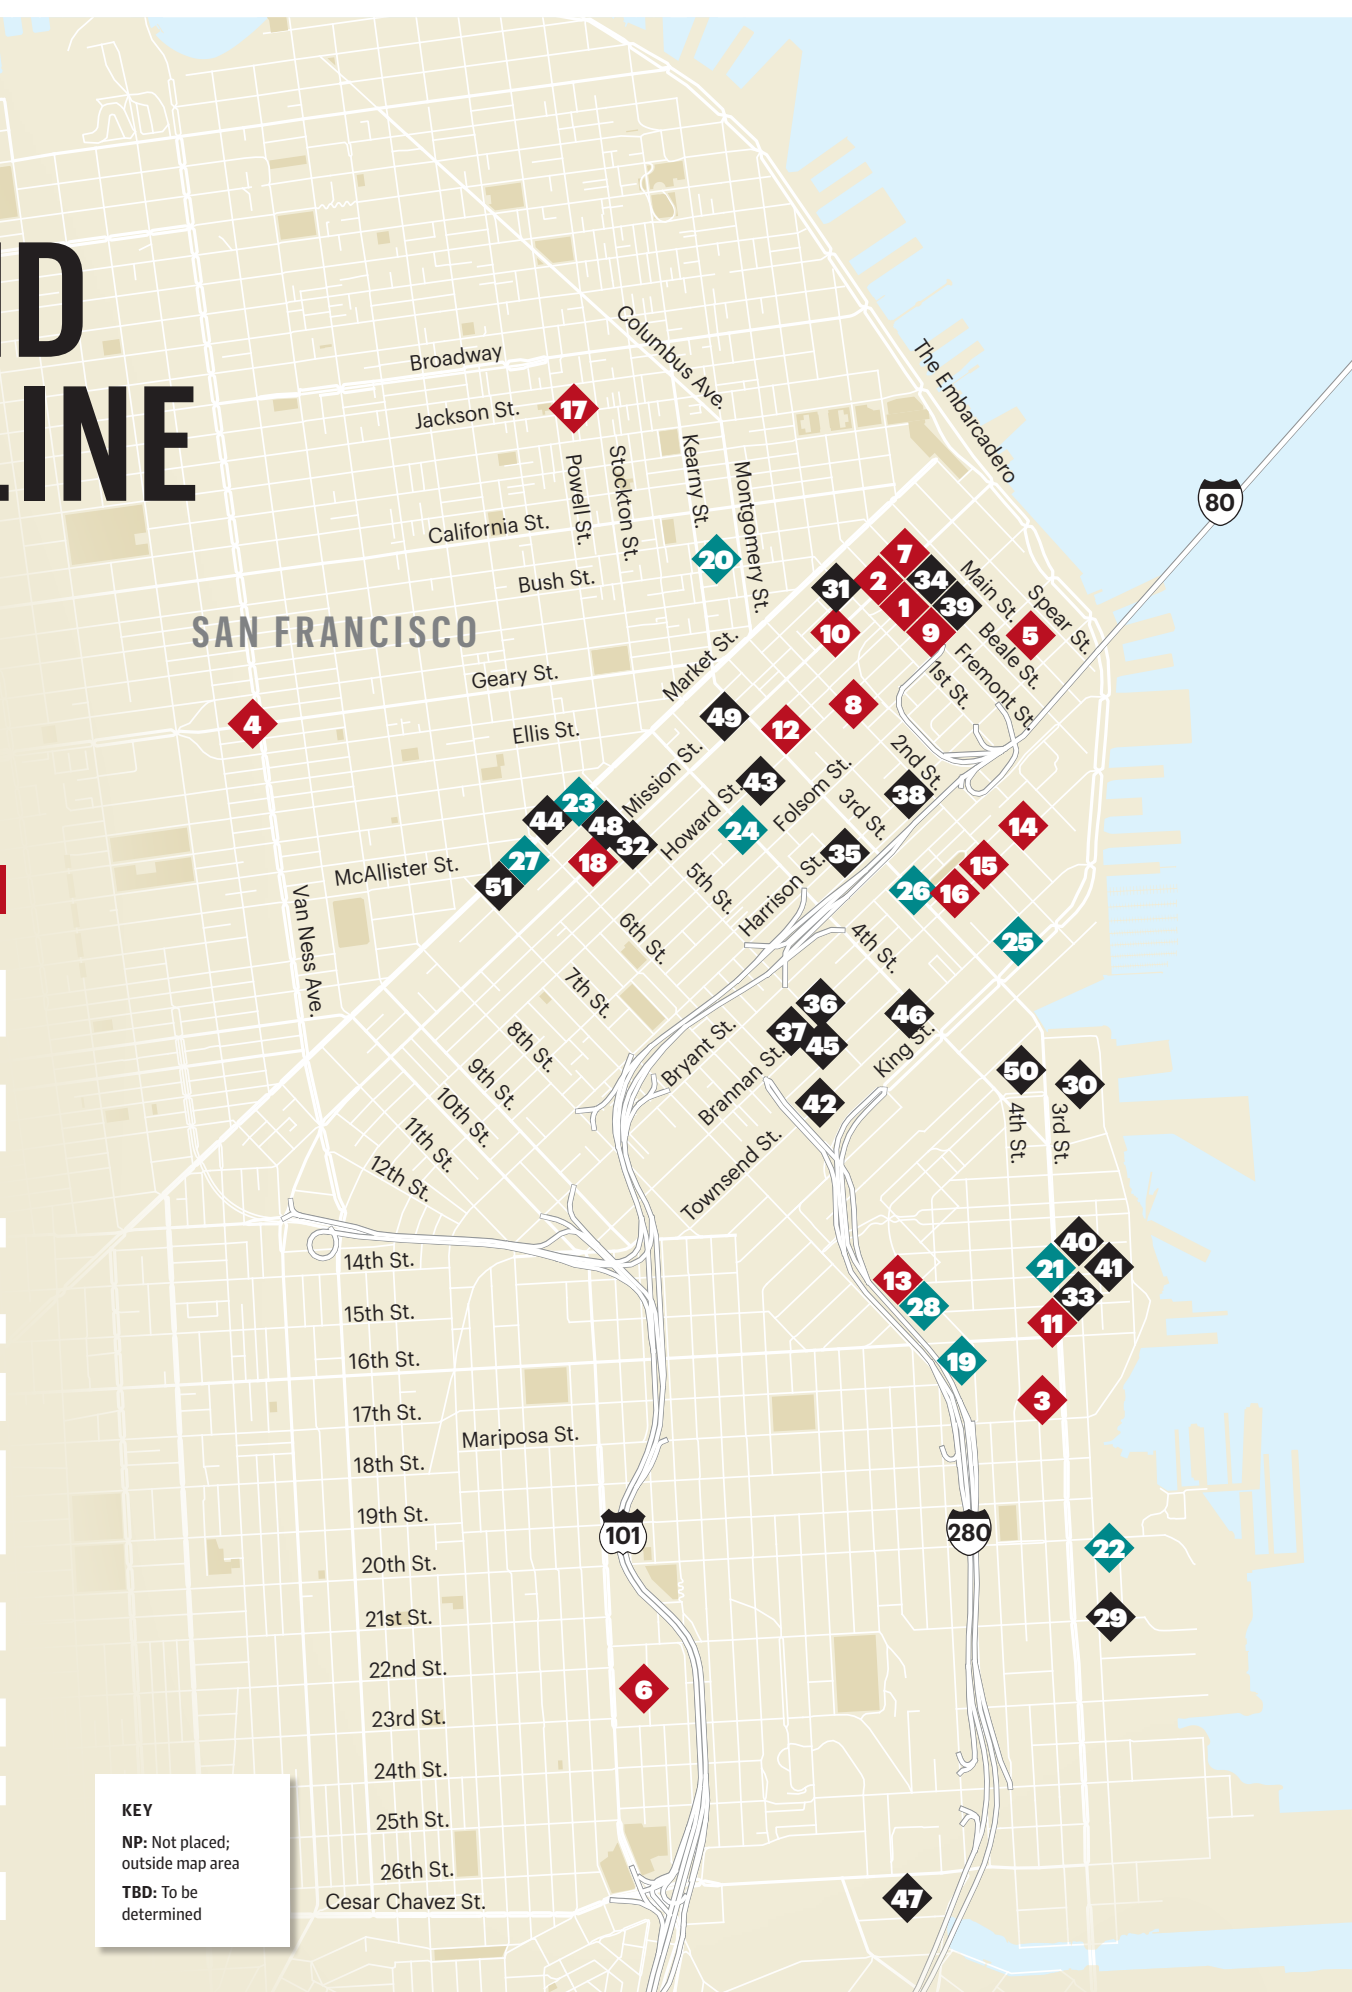 ND
LINE
Broadway
Columbus Ave.
The Embarcadero
Jackson St.
17
Powell St.
Stockton St.
Kearny St.
Montgomery St.
80
California St.
20
Bush St.
7
31
2
34
Main St.
1
39
Spear St.
10
9
5
Beale St.
SAN FRANCISCO
Market St.
Fremont St.
1st St.
Geary St.
4
49
12
8
Ellis St.
Mission St.
2nd St.
43
Folsom St.
38
23
44
48
Howard St.
24
3rd St.
14
32
27
18
35
15
McAllister St.
51
5th St.
Harrison St.
26
16
Van Ness Ave.
6th St.
4th St.
25
7th St.
36
46
37
45
8th St.
Bryant St.
Brannan St.
King St.
9th St.
50
30
10th St.
42
4th St.
3rd St.
11th St.
Townsend St.
12th St.
14th St.
40
21
41
13
28
33
15th St.
11
16th St.
19
17th St.
3
Mariposa St.
18th St.
19th St.
101
280
20th St.
22
21st St.
29
22nd St.
6
23rd St.
24th St.
25th St.
26th St.
Cesar Chavez St.
47
KEY
NP: Not placed;
outside map area
TBD: To be
determined